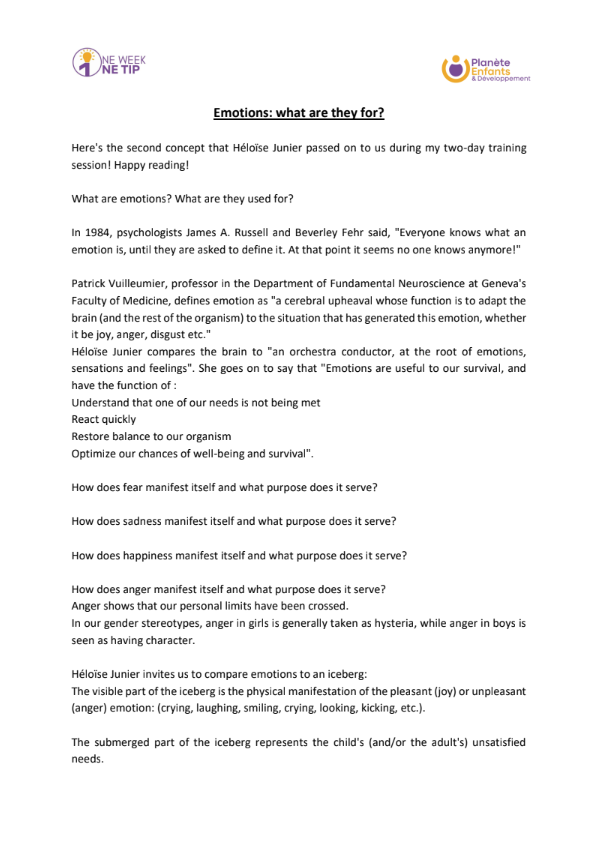 1 NE WEEK
NE TIP
Planète
Enfants
& Développement
Emotions: what are they for?
Here's the second concept that Héloïse Junier passed on to us during my two-day training
session! Happy reading!
What are emotions? What are they used for?
In 1984, psychologists James A. Russell and Beverley Fehr said, "Everyone knows what an
emotion is, until they are asked to define it. At that point it seems no one knows anymore!"
Patrick Vuilleumier, professor in the Department of Fundamental Neuroscience at Geneva's
Faculty of Medicine, defines emotion as "a cerebral upheaval whose function is to adapt the
brain (and the rest of the organism) to the situation that has generated this emotion, whether
it be joy, anger, disgust etc."
Héloïse Junier compares the brain to "an orchestra conductor, at the root of emotions,
sensations and feelings". She goes on to say that "Emotions are useful to our survival, and
have the function of :
Understand that one of our needs is not being met
React quickly
Restore balance to our organism
Optimize our chances of well-being and survival".
How does fear manifest itself and what purpose does it serve?
How does sadness manifest itself and what purpose does it serve?
How does happiness manifest itself and what purpose does it serve?
How does anger manifest itself and what purpose does it serve?
Anger shows that our personal limits have been crossed.
In our gender stereotypes, anger in girls is generally taken as hysteria, while anger in boys is
seen as having character.
Héloïse Junier invites us to compare emotions to an iceberg:
The visible part of the iceberg is the physical manifestation of the pleasant (joy) or unpleasant
(anger) emotion: (crying, laughing, smiling, crying, looking, kicking, etc.).
The submerged part of the iceberg represents the child's (and/or the adult's) unsatisfied
needs.